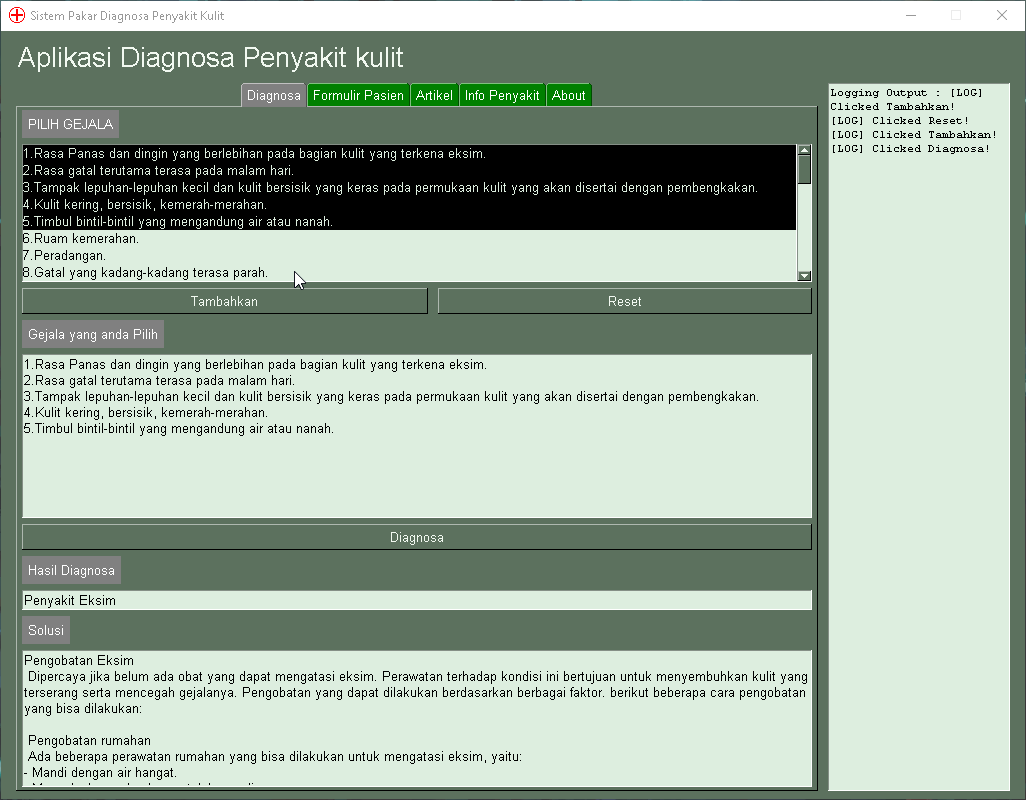 Sistem Pakar Diagnosa Penyakit Kulit
Aplikasi Diagnosa Penyakit kulit
Diagnosa
Formulir Pasien
Artikel
Info Penyakit
About
PILIH GEJALA
1.Rasa Panas dan dingin yang berlebihan pada bagian kulit yang terkena eksim.
2.Rasa gatal terutama terasa pada malam hari.
3.Tampak lepuhan-lepuhan kecil dan kulit bersisik yang keras pada permukaan kulit yang akan disertai dengan pembengkakan.
4.Kulit kering, bersisik, kemerah-merahan.
5.Timbul bintil-bintil yang mengandung air atau nanah.
6.Ruam kemerahan.
7.Peradangan.
8.Gatal yang kadang-kadang terasa parah.
Tambahkan
Reset
Gejala yang anda Pilih
1.Rasa Panas dan dingin yang berlebihan pada bagian kulit yang terkena eksim.
2.Rasa gatal terutama terasa pada malam hari.
3.Tampak lepuhan-lepuhan kecil dan kulit bersisik yang keras pada permukaan kulit yang akan disertai dengan pembengkakan.
4.Kulit kering, bersisik, kemerah-merahan.
5.Timbul bintil-bintil yang mengandung air atau nanah.
Diagnosa
Hasil Diagnosa
Penyakit Eksim
Solusi
Pengobatan Eksim
Dipercaya jika belum ada obat yang dapat mengatasi eksim. Perawatan terhadap kondisi ini bertujuan untuk menyembuhkan kulit yang
terserang serta mencegah gejalanya. Pengobatan yang dapat dilakukan berdasarkan berbagai faktor. berikut beberapa cara pengobatan
yang bisa dilakukan:
Pengobatan rumahan
Ada beberapa perawatan rumahan yang bisa dilakukan untuk mengatasi eksim, yaitu:
- Mandi dengan air hangat.
Logging Output : [LOG]
Clicked Tambahkan!
[LOG] Clicked Reset!
[LOG] Clicked Tambahkan!
[LOG] Clicked Diagnosa!